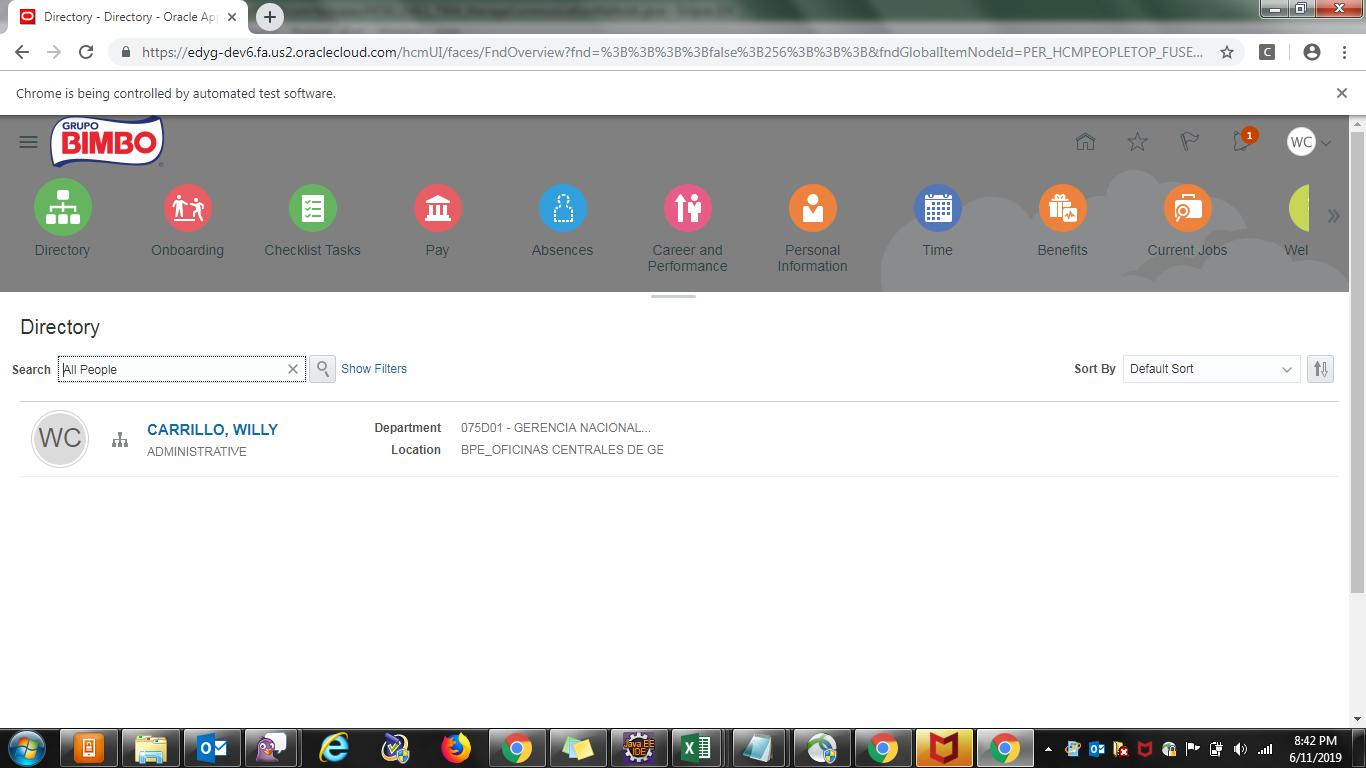 Directory - Directory - Oracle Ap
https://edyg-dev6.fa.us2.oraclecloud.com/hcmUI/faces/FndOverview?fnd=%3B%3B%3B%3Bfalse%3B256%3B%3B%3B&fndGlobalItemNodeId=PER_HCMPEOPLETOP_FUSE...
C
Chrome is being controlled by automated test software.
GRUPO
BIMBO
1
WC
Directory
Onboarding
Checklist Tasks
Pay
Absences
Career and
Performance
Personal
Information
Time
Benefits
Current Jobs
Wel
Directory
Search
All People
Show Filters
Sort By
Default Sort
WC
CARRILLO, WILLY
ADMINISTRATIVE
Department
075D01 - GERENCIA NACIONAL...
Location
BPE_OFICINAS CENTRALES DE GE
Java EE
IDE
8:42 PM
6/11/2019